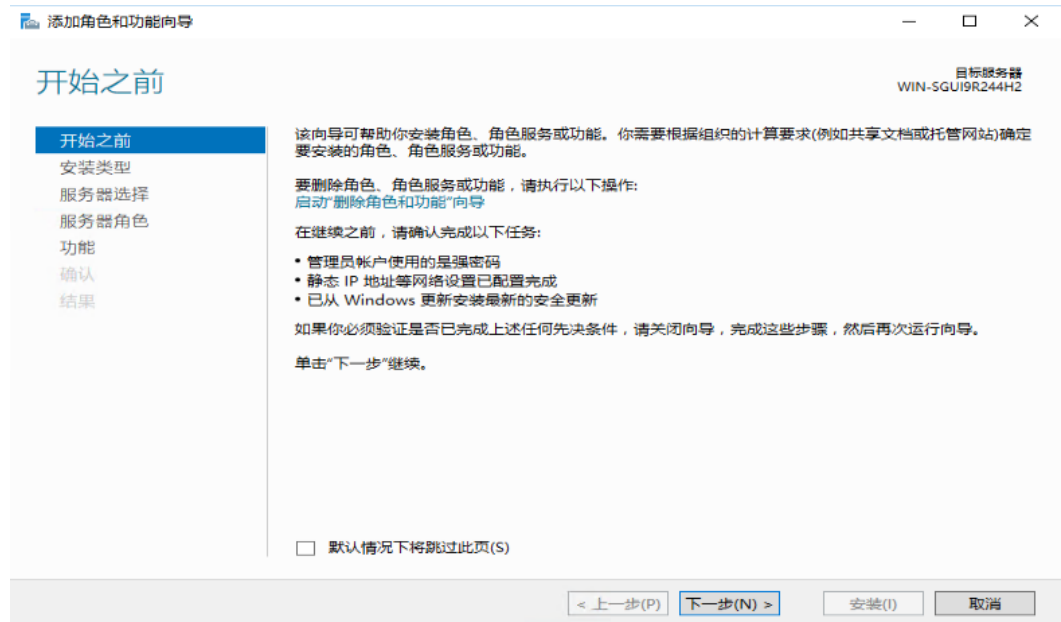 添加角色和功能向导
开始之前
目标服务器
WIN-SGUI9R244H2
开始之前
安装类型
服务器选择
服务器角色
功能
确认
结果
该向导可帮助你安装角色、角色服务或功能。你需要根据组织的计算要求(例如共享文档或托管网站)确定
要安装的角色、角色服务或功能。
要删除角色、角色服务或功能，请执行以下操作:
启动“删除角色和功能”向导
在继续之前，请确认完成以下任务:
• 管理员帐户使用的是强密码
• 静态 IP 地址等网络设置已配置完成
• 已从 Windows 更新安装最新的安全更新
如果你必须验证是否已完成上述任何先决条件，请关闭向导，完成这些步骤，然后再次运行向导。
单击“下一步”继续。
默认情况下将跳过此页(S)
< 上一步(P)
下一步(N) >
安装(I)
取消